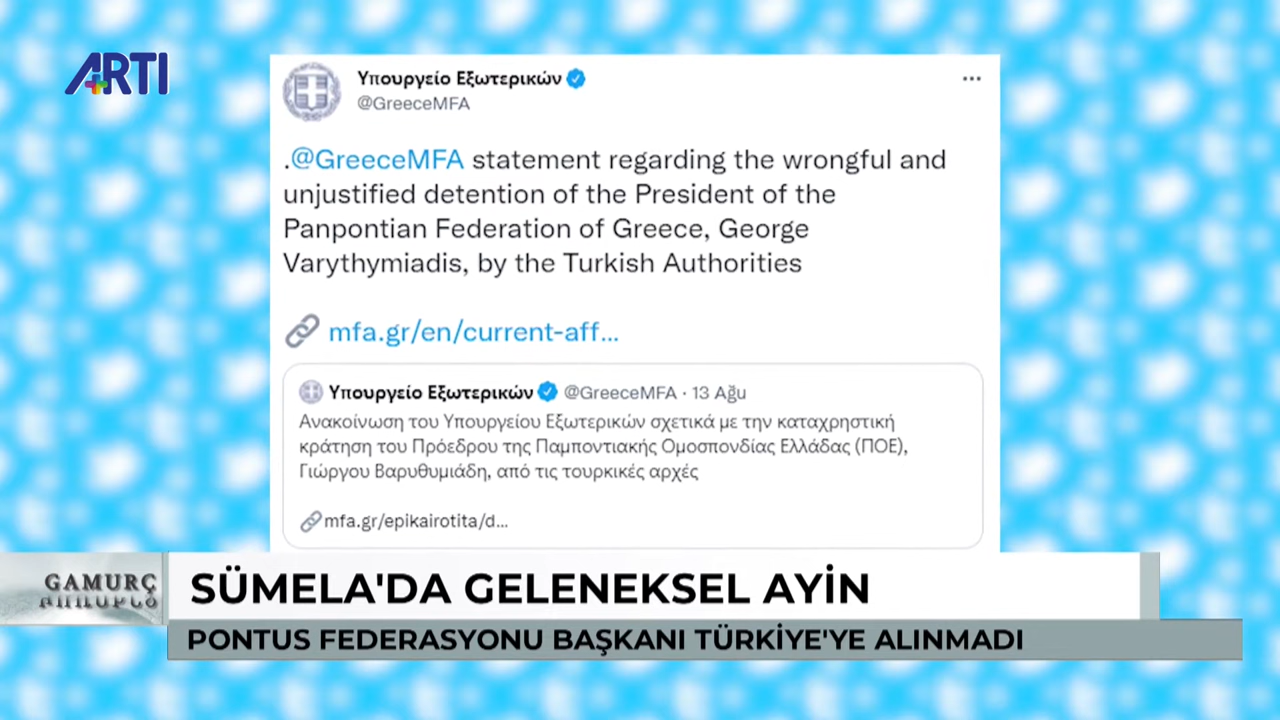 ARTI
Υπουργείο Εξωτερικών
@GreeceMFA
.@GreeceMFA statement regarding the wrongful and
unjustified detention of the President of the
Panpontian Federation of Greece, George
Varythymiadis, by the Turkish Authorities
mfa.gr/en/current-aff...
Υπουργείο Εξωτερικών @GreeceMFA · 13 Ağu
Ανακοίνωση του Υπουργείου Εξωτερικών σχετικά με την καταχρηστική
κράτηση του Πρόεδρου της Παμποντιακής Ομοσπονδίας Ελλάδας (ΠΟΕ),
Γιώργου Βαρυθυμιάδη, από τις τουρκικές αρχές
mfa.gr/epikairotita/d...
GAMURÇ
SÜMELA'DA GELENEKSEL AYİN
PONTUS FEDERASYONU BAŞKANI TÜRKİYE'YE ALINMADI